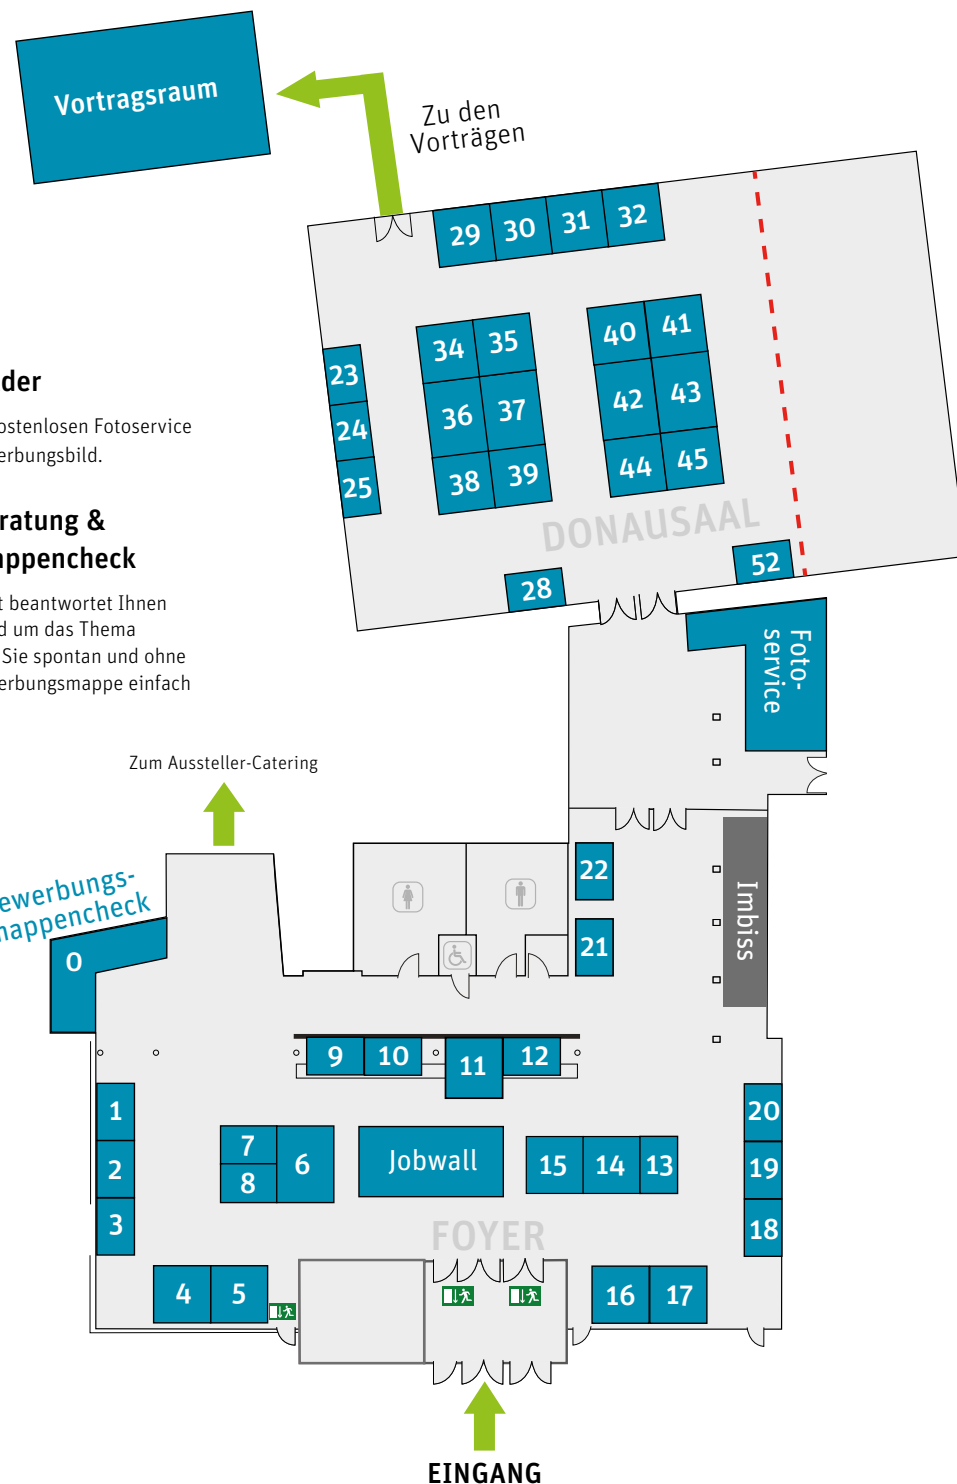 Vortragsraum
Zu den
Vorträgen
29 30 31 32
23
24
25
34 35
36 37
38 39
40 41
42 43
44 45
DONAUSAAL
28
52
der
ostenlosen Fotoservice
erbungsbild.
ratung &
appencheck
t beantwortet Ihnen
d um das Thema
Sie spontan und ohne
erbungsmappe einfach
Foto-
service
Zum Aussteller-Catering
ewerbungs-
mappencheck
0
22
21
Imbiss
9 10 11 12
1
2
3
7
8
6
Jobwall
15 14 13
20
19
18
FOYER
4 5
16 17
EINGANG